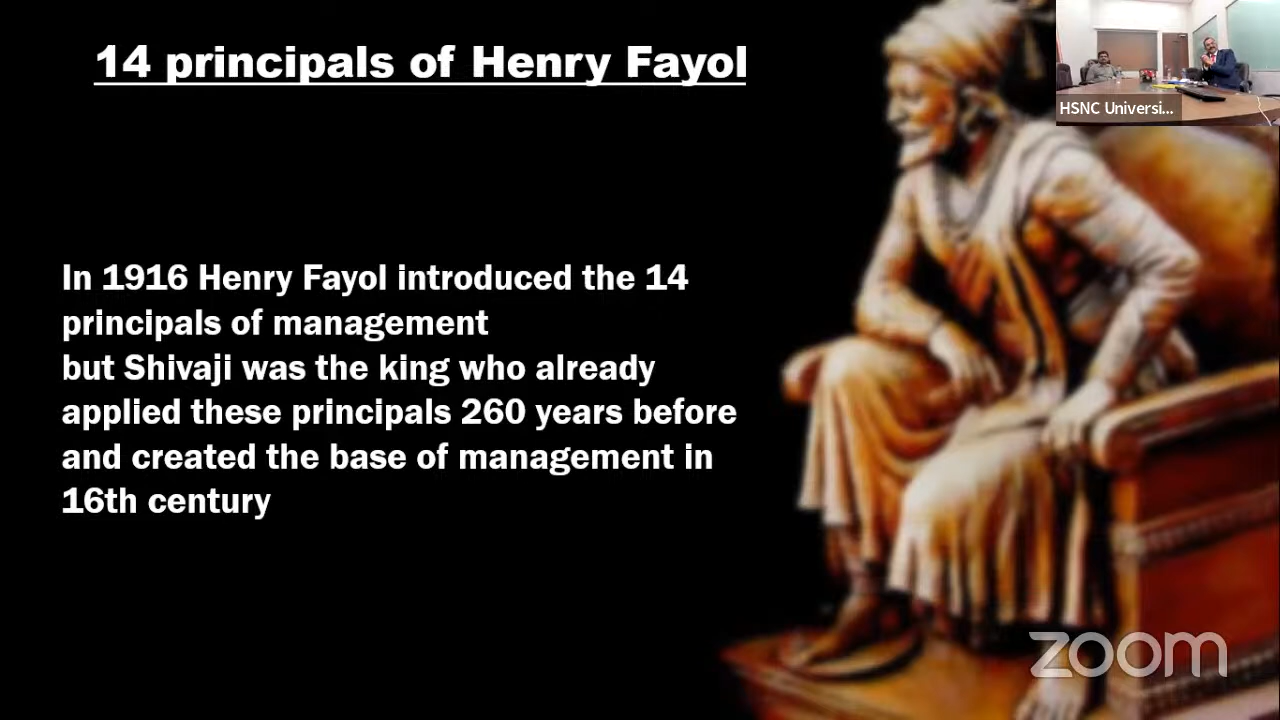 14 principals of Henry Fayol
HSNC Universi...
In 1916 Henry Fayol introduced the 14
principals of management
but Shivaji was the king who already
applied these principals 260 years before
and created the base of management in
16th century
zoom